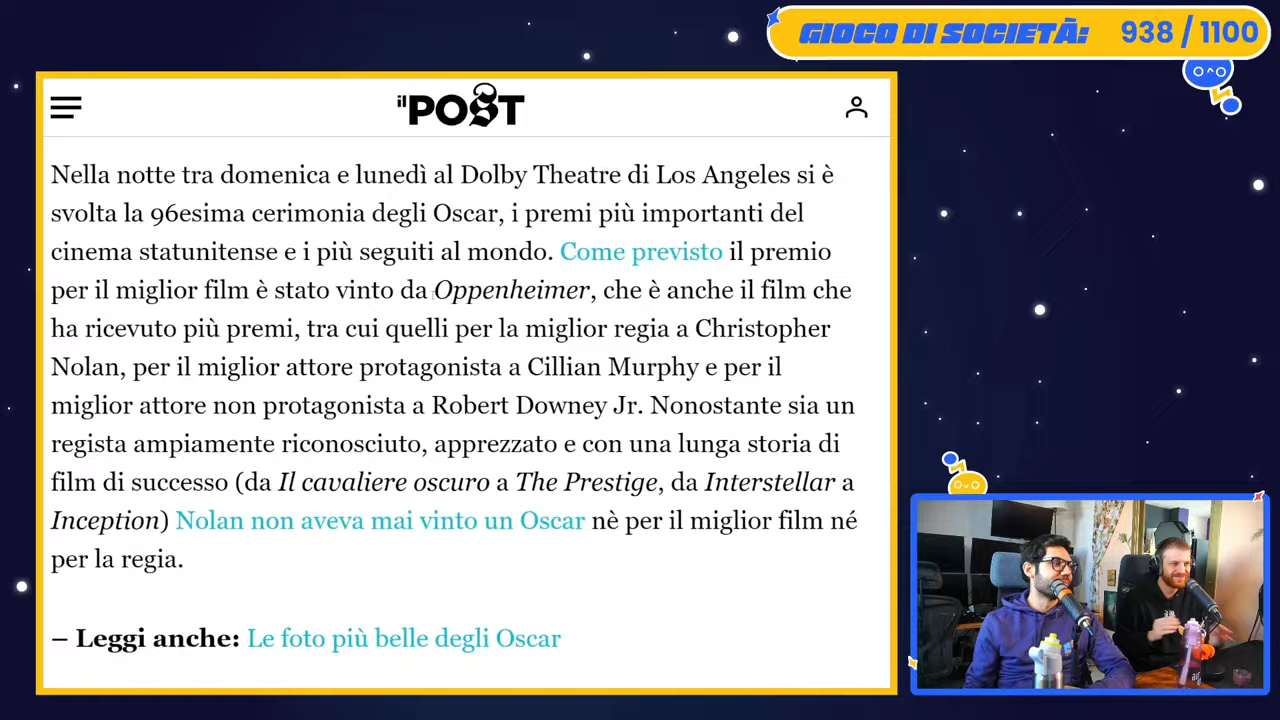 GIOCO DI SOCIETÀ: 938 / 1100
il POST
Nella notte tra domenica e lunedì al Dolby Theatre di Los Angeles si è
svolta la 96esima cerimonia degli Oscar, i premi più importanti del
cinema statunitense e i più seguiti al mondo. Come previsto il premio
per il miglior film è stato vinto da Oppenheimer, che è anche il film che
ha ricevuto più premi, tra cui quelli per la miglior regia a Christopher
Nolan, per il miglior attore protagonista a Cillian Murphy e per il
miglior attore non protagonista a Robert Downey Jr. Nonostante sia un
regista ampiamente riconosciuto, apprezzato e con una lunga storia di
film di successo (da Il cavaliere oscuro a The Prestige, da Interstellar a
Inception) Nolan non aveva mai vinto un Oscar nè per il miglior film né
per la regia.
– Leggi anche: Le foto più belle degli Oscar